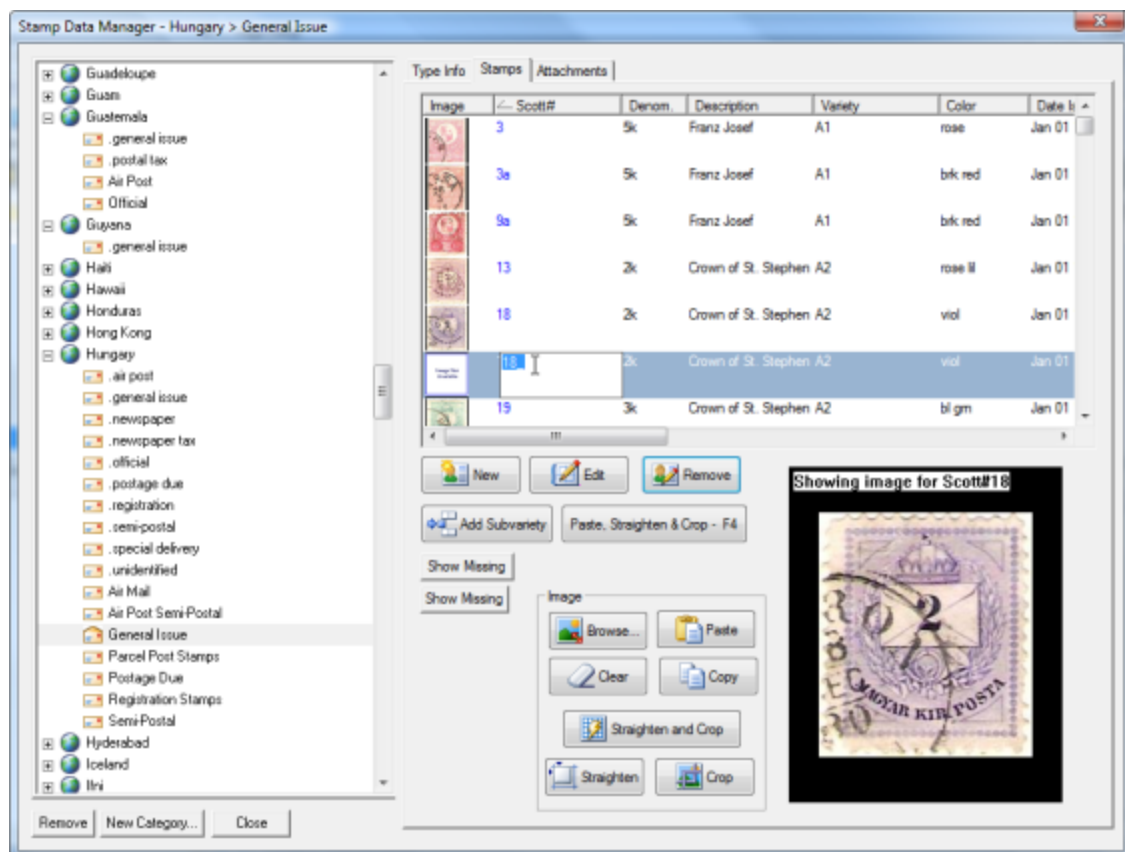 Stamp Data Manager - Hungary > General Issue
Guadeloupe
Guam
Guatemala
.general issue
.postal tax
Air Post
Official
Guyana
.general issue
Haiti
Hawaii
Honduras
Hong Kong
Hungary
.air post
.general issue
.newspaper
.newspaper tax
.official
.postage due
.registration
.semi-postal
.special delivery
.unidentified
Air Mail
Air Post Semi-Postal
General Issue
Parcel Post Stamps
Postage Due
Registration Stamps
Semi-Postal
Hyderabad
Iceland
Ifni
Remove New Category... Close
Type Info Stamps Attachments
Image Scott# Denom. Description Variety Color Date I
3 5k Franz Josef A1 rose Jan 01
3a 5k Franz Josef A1 brk red Jan 01
9a 5k Franz Josef A1 brk red Jan 01
13 2k Crown of St. Stephen A2 rose lil Jan 01
18 2k Crown of St. Stephen A2 viol Jan 01
18_ 2k Crown of St. Stephen A2 viol Jan 01
19 3k Crown of St. Stephen A2 bl grn Jan 01
New Edit Remove
Add Subvariety Paste, Straighten & Crop - F4
Show Missing
Show Missing
Image
Browse... Paste
Clear Copy
Straighten and Crop
Straighten Crop
Showing image for Scott#18
2
MAGYAR KIR. POSTA